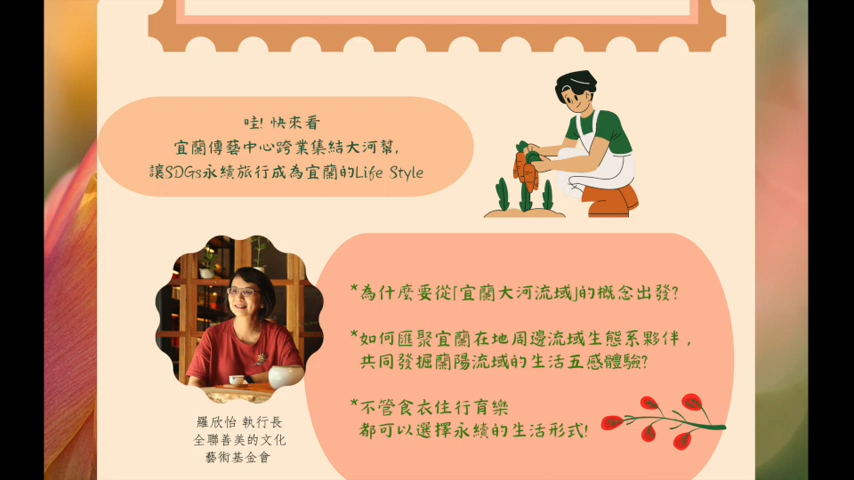 哇! 快來看
宜蘭傳藝中心跨業集結大河幫,
讓SDGs永續旅行成為宜蘭的Life Style
*為什麼要從「宜蘭大河流域」的概念出發?
*如何匯聚宜蘭在地周邊流域生態系夥伴,
共同發掘蘭陽流域的生活五感體驗?
*不管食衣住行育樂
都可以選擇永續的生活形式!
羅欣怡 執行長
全聯善美的文化
藝術基金會